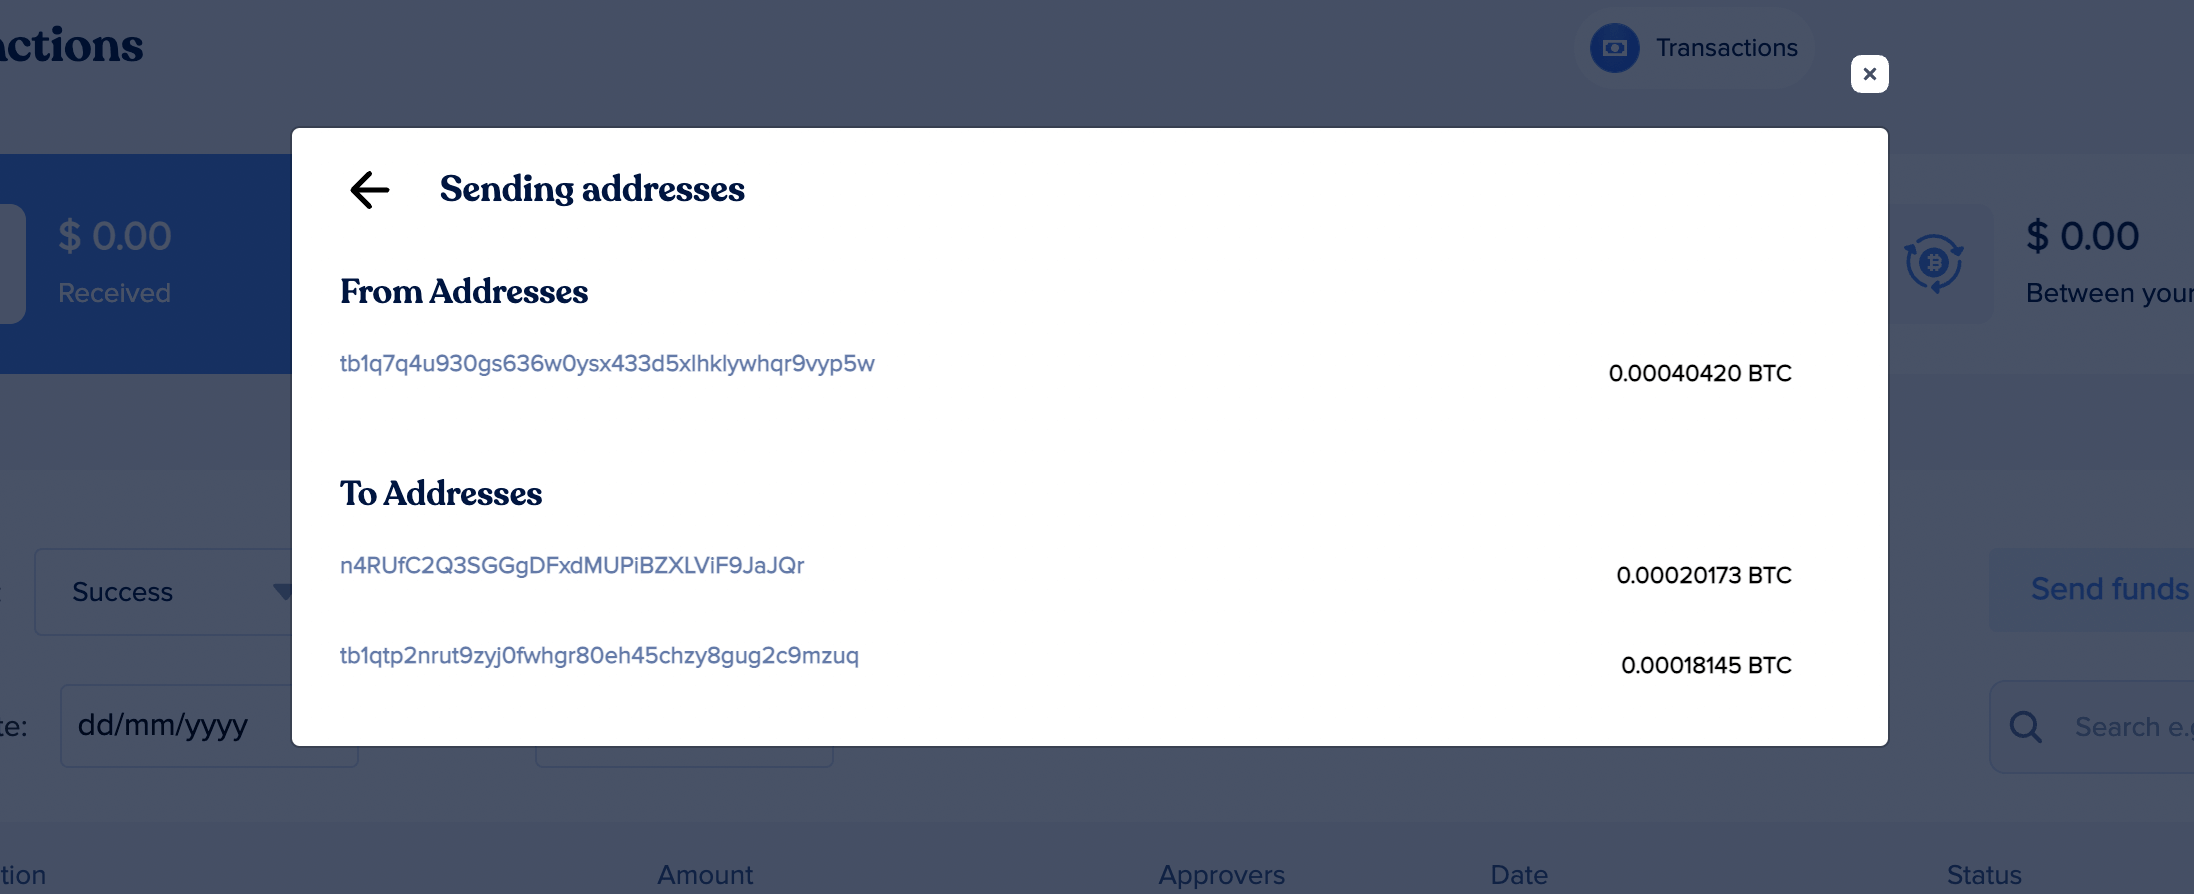 actions
Transactions
Sending addresses
$ 0.00
Received
$ 0.00
Between your
From Addresses
tb1q7q4u930gs636w0ysx433d5xlhklywhqr9vyp5w
0.00040420 BTC
To Addresses
n4RUfC2Q3SGGgDFxdMUPiBZXLViF9JaJQr
0.00020173 BTC
Success
Send funds
tb1qtp2nrut9zyj0fwhgr80eh45chzy8gug2c9mzuq
0.00018145 BTC
te:
dd/mm/yyyy
Search e.g
tion
Amount
Approvers
Date
Status